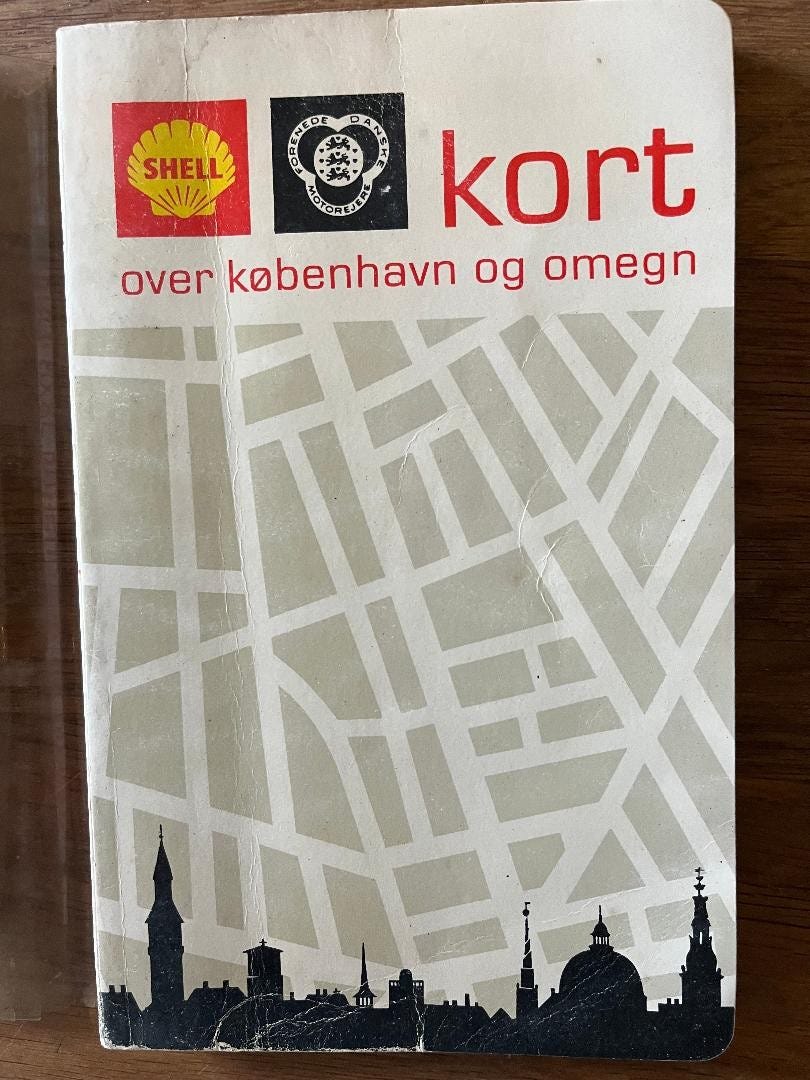 SHELL
FORENEDE DANSKE MOTOREJERE
kort
over københavn og omegn